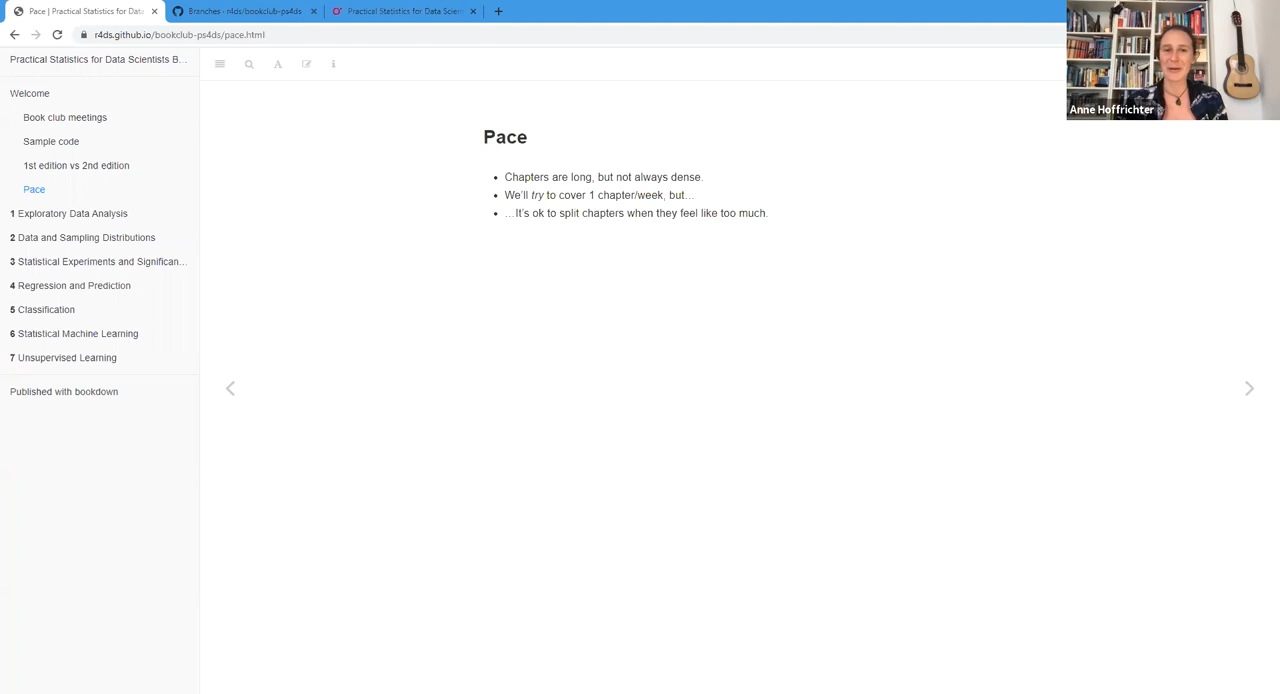 Pace | Practical Statistics for Data
Branches · r4ds/bookclub-ps4ds
Practical Statistics for Data Scien
r4ds.github.io/bookclub-ps4ds/pace.html
Practical Statistics for Data Scientists B…
Welcome
Book club meetings
Sample code
1st edition vs 2nd edition
Pace
1 Exploratory Data Analysis
2 Data and Sampling Distributions
3 Statistical Experiments and Significan…
4 Regression and Prediction
5 Classification
6 Statistical Machine Learning
7 Unsupervised Learning
Published with bookdown
Pace
• Chapters are long, but not always dense.
• We'll try to cover 1 chapter/week, but…
• …It's ok to split chapters when they feel like too much.
Anne Hoffrichter